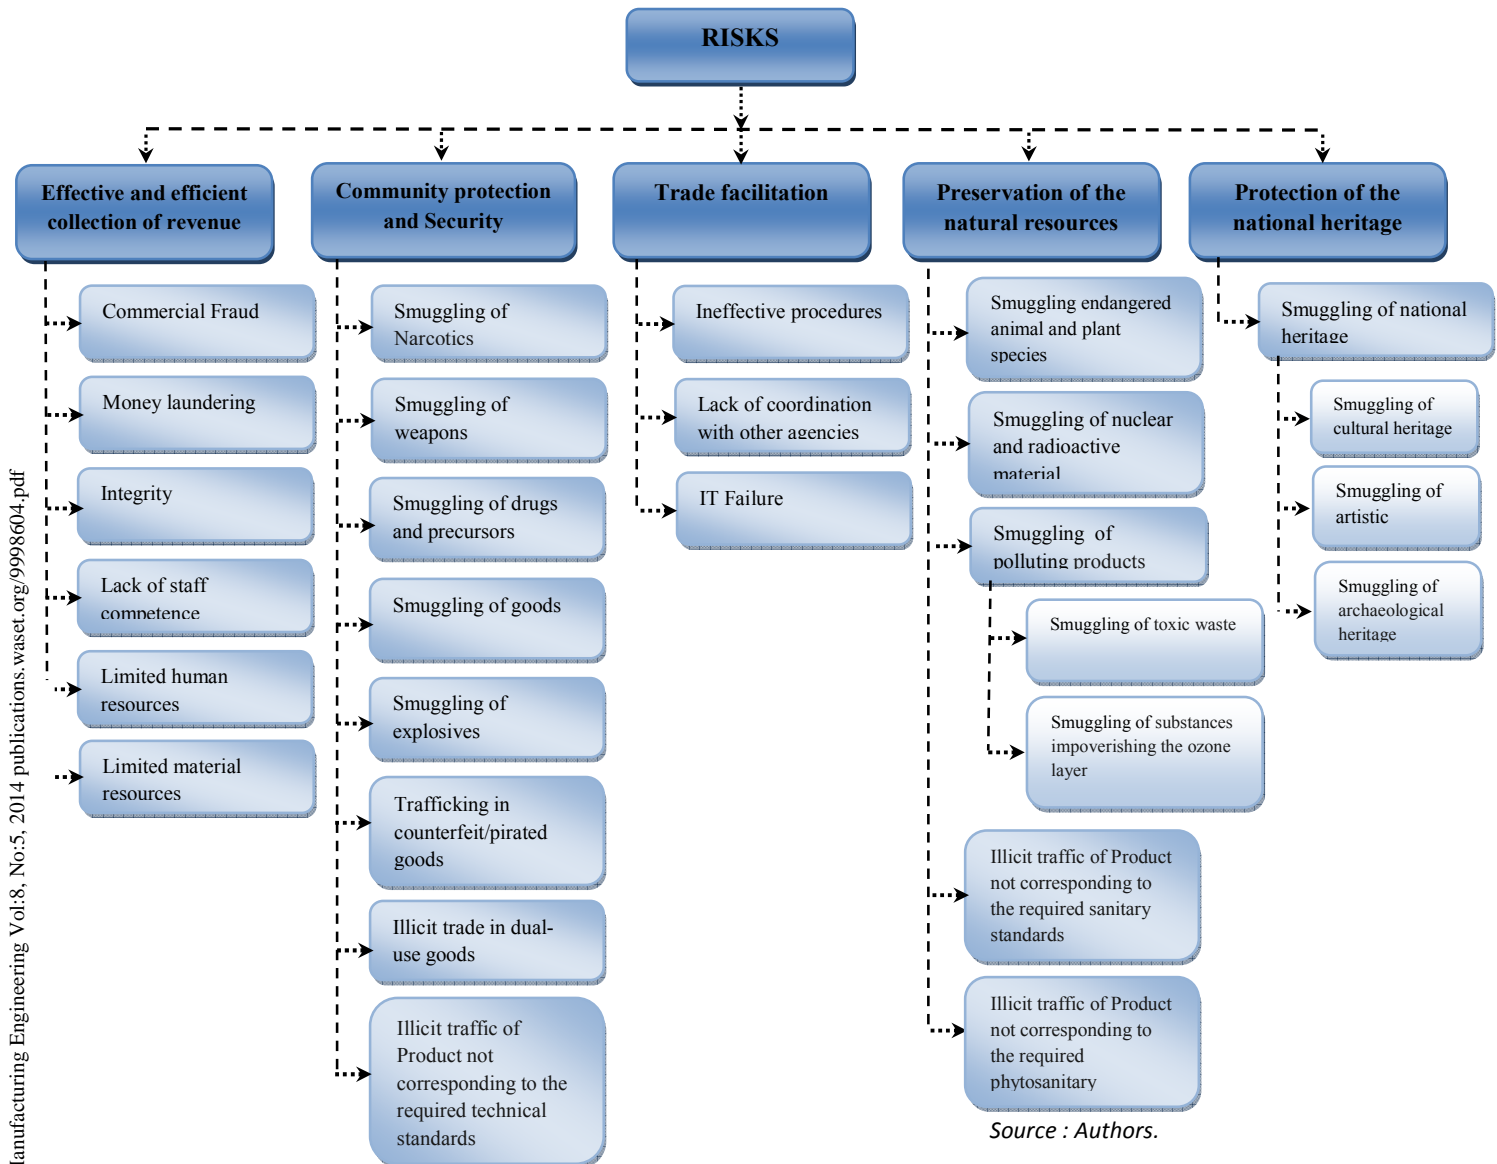 RISKS
Effective and efficient
collection of revenue
Community protection
and Security
Trade facilitation
Preservation of the
natural resources
Protection of the
national heritage
Commercial Fraud
Money laundering
Integrity
Lack of staff
competence
Limited human
resources
Limited material
resources
Smuggling of
Narcotics
Smuggling of
weapons
Smuggling of drugs
and precursors
Smuggling of goods
Smuggling of
explosives
Trafficking in
counterfeit/pirated
goods
Illicit trade in dual-
use goods
Illicit traffic of
Product not
corresponding to the
required technical
standards
Ineffective procedures
Lack of coordination
with other agencies
IT Failure
Smuggling endangered
animal and plant
species
Smuggling of nuclear
and radioactive
material
Smuggling of
polluting products
Smuggling of toxic waste
Smuggling of substances
impoverishing the ozone
layer
Illicit traffic of Product
not corresponding to
the required sanitary
standards
Illicit traffic of Product
not corresponding to
the required
phytosanitary
Smuggling of national
heritage
Smuggling of
cultural heritage
Smuggling of
artistic
Smuggling of
archaeological
heritage
Source : Authors.
anufacturing Engineering Vol:8, No:5, 2014 publications.waset.org/9998604.pdf